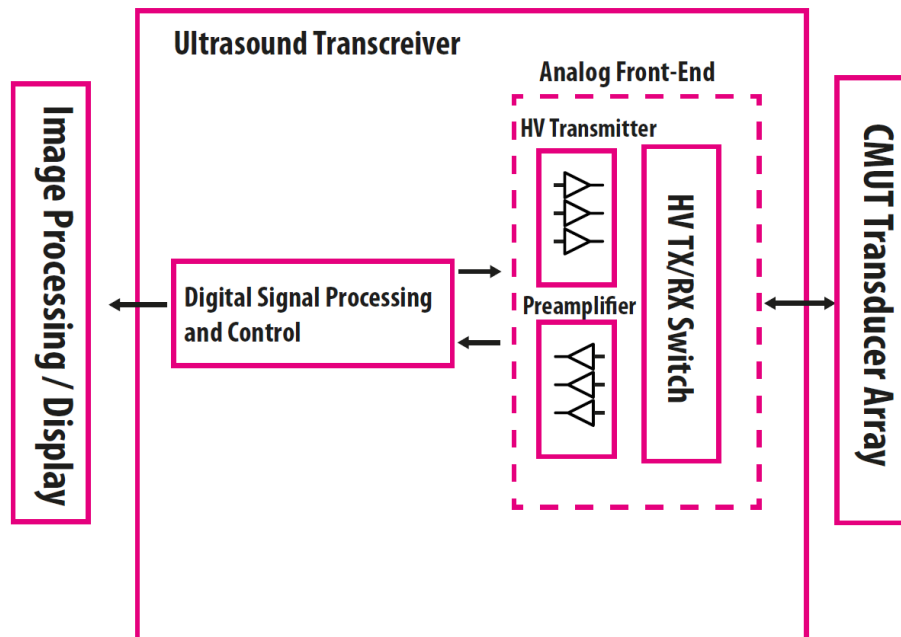 Ultrasound Transcreiver
Analog Front-End
HV Transmitter
Image Processing / Display
Digital Signal Processing
and Control
Preamplifier
HV TX/RX Switch
CMUT Transducer Array